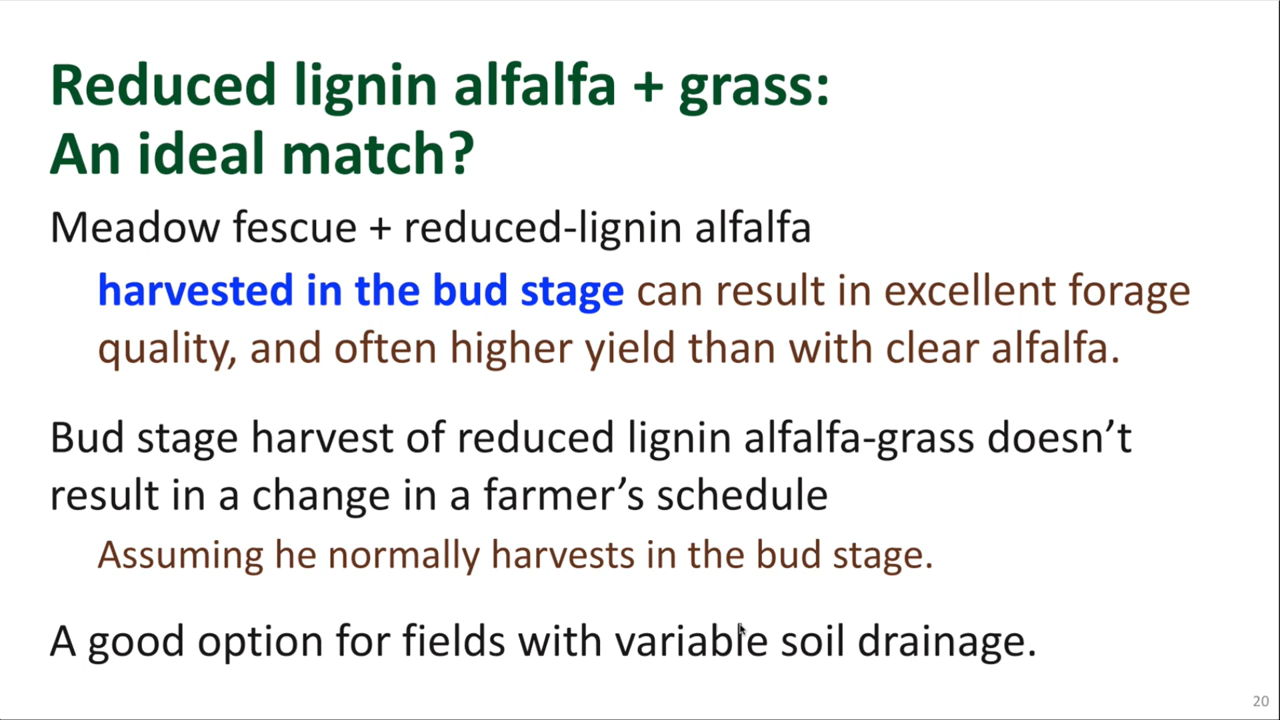 Reduced lignin alfalfa + grass:
An ideal match?
Meadow fescue + reduced-lignin alfalfa
harvested in the bud stage can result in excellent forage
quality, and often higher yield than with clear alfalfa.
Bud stage harvest of reduced lignin alfalfa-grass doesn’t
result in a change in a farmer’s schedule
Assuming he normally harvests in the bud stage.
A good option for fields with variable soil drainage.
20